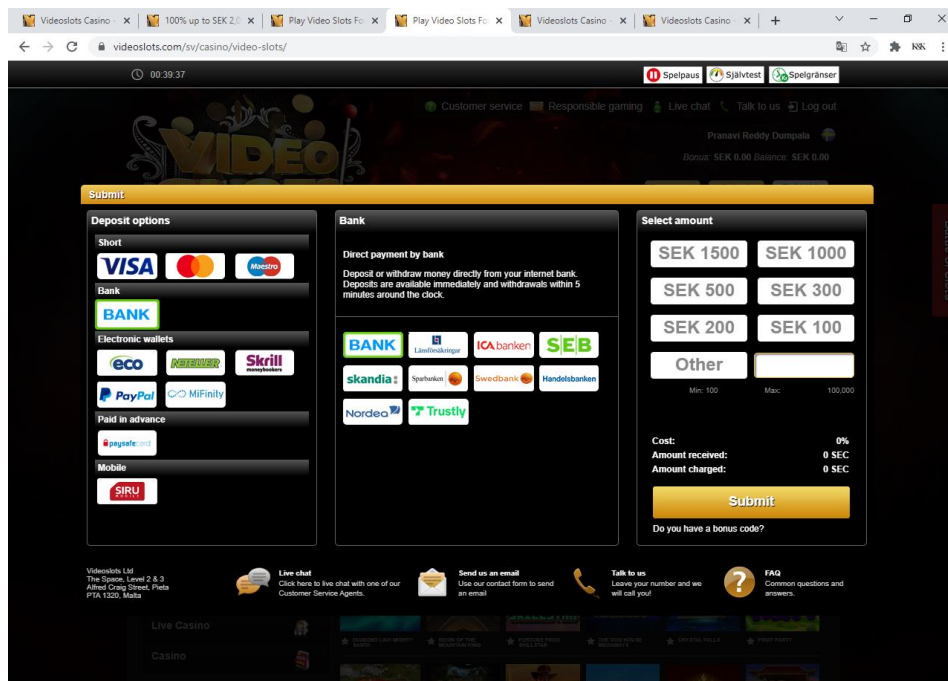 Videoslots Casino -
100% up to SEK 2,0
Play Video Slots Fo
Play Video Slots Fo
Videoslots Casino -
Videoslots Casino -
videoslots.com/sv/casino/video-slots/
00:39:37
Spelpaus
Självtest
Spelgränser
Customer service Responsible gaming Live chat Talk to us Log out
VIDEO
Pranavi Reddy Dumpala
Bonus: SEK 0.00 Balance: SEK 0.00
Submit
Deposit options
Short
VISA
Maestro
Bank
BANK
Electronic wallets
eco NETELLER Skrill
moneybookers
PayPal MiFinity
Paid in advance
paysafecard
Mobile
SIRU
MOBILE
Bank
Direct payment by bank
Deposit or withdraw money directly from your internet bank.
Deposits are available immediately and withdrawals within 5
minutes around the clock.
BANK Länsförsäkringar ICA banken SEB
skandia: Sparbanken Swedbank Handelsbanken
Nordea Trustly
Select amount
SEK 1500 SEK 1000
SEK 500 SEK 300
SEK 200 SEK 100
Other
Min: 100 Max: 100,000
Cost: 0%
Amount received: 0 SEC
Amount charged: 0 SEC
Submit
Do you have a bonus code?
Videoslots Ltd
The Space, Level 2 & 3
Alfred Craig Street, Pieta
PTA 1320, Malta
Live chat
Click here to live chat with one of our
Customer Service Agents.
Send us an email
Use our contact form to send
an email
Talk to us
Leave your number and we
will call you!
FAQ
Common questions and
answers.
Live Casino
Casino